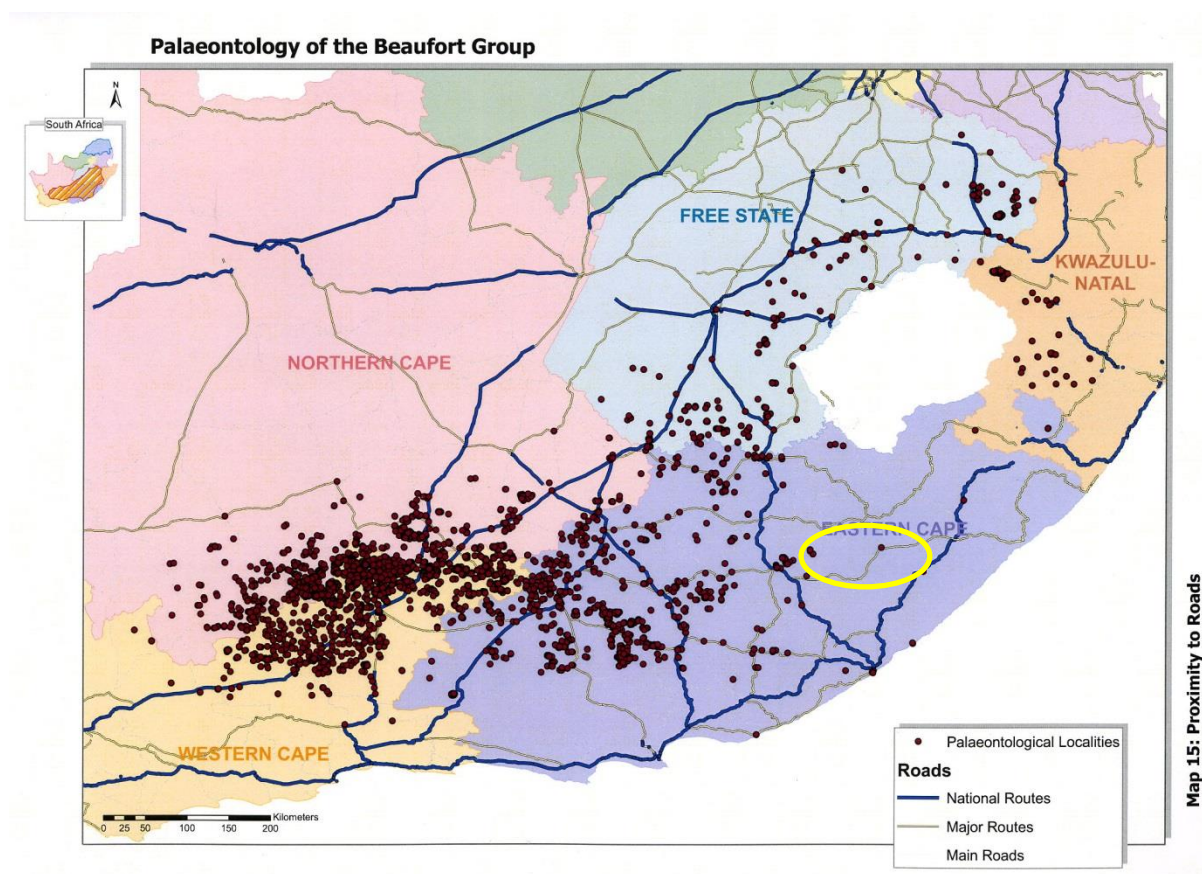 Palaeontology of the Beaufort Group
N
South Africa
FREE STATE
KWAZULU-
NATAL
NORTHERN CAPE
EASTERN CAPE
WESTERN CAPE
Kilometers
0 25 50 100 150 200
Palaeontological Localities
Roads
National Routes
Major Routes
Main Roads
Map 15: Proximity to Roads